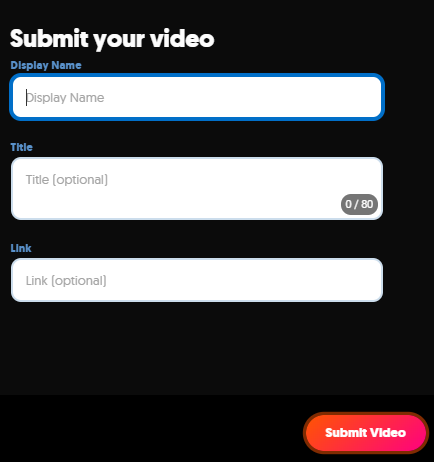 Submit your video
Display Name
Display Name
Title
Title (optional)
0 / 80
Link
Link (optional)
Submit Video